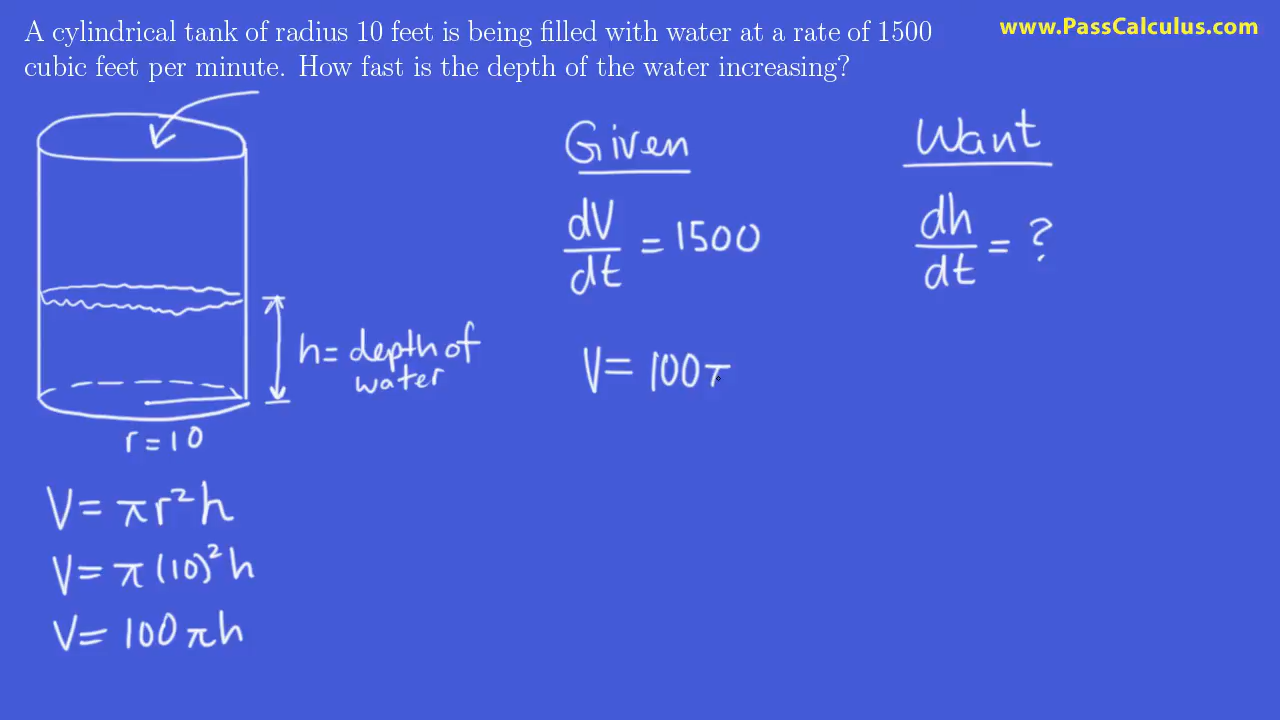 A cylindrical tank of radius 10 feet is being filled with water at a rate of 1500
cubic feet per minute. How fast is the depth of the water increasing?
www.PassCalculus.com
Given
dV/dt = 1500
V= 100π
Want
dh/dt = ?
h= depth of
water
r=10
V= πr²h
V= π(10)²h
V= 100πh